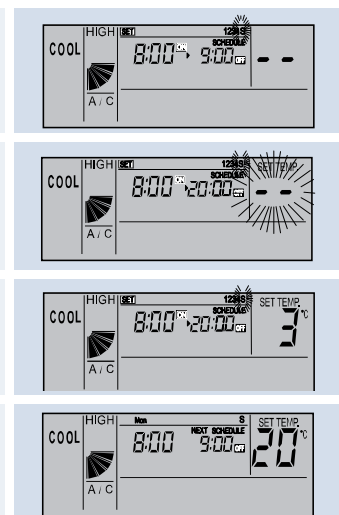 HIGH SET 1234S
COOL SCHEDULE
8:00 ON 9:00 OFF -- 
A/C
HIGH SET 1234S SET TEMP.
COOL SCHEDULE
8:00 ON 20:00 OFF --
A/C
HIGH SET 1234S SET TEMP.
COOL SCHEDULE
8:00 ON 20:00 OFF 3 °C
A/C
HIGH Mon S SET TEMP.
COOL NEXT SCHEDULE
8:00 9:00 OFF 20 °C
A/C